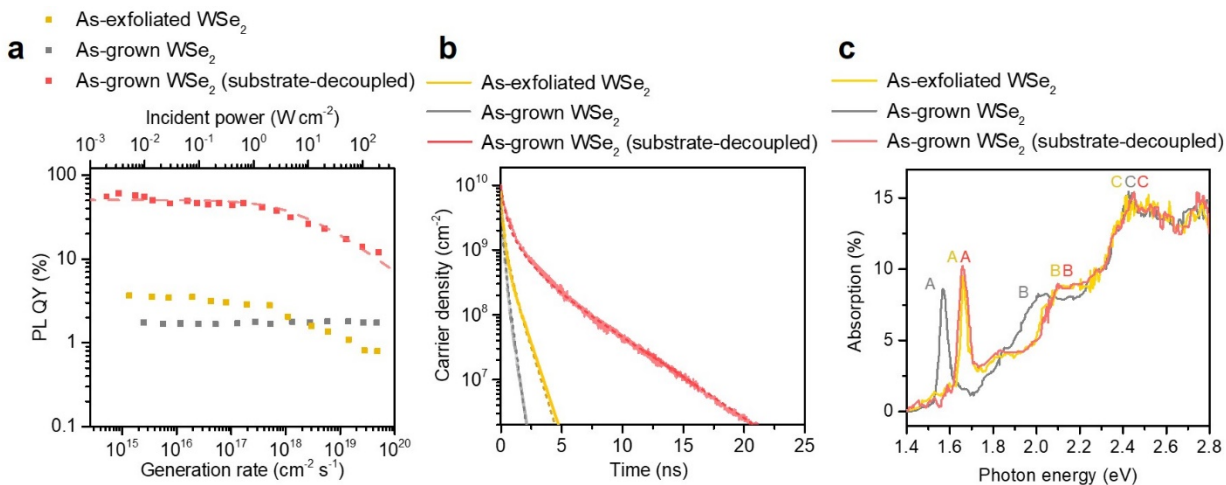 a
As-exfoliated WSe₂
As-grown WSe₂
As-grown WSe₂ (substrate-decoupled)
Incident power (W cm⁻²)
10⁻³ 10⁻² 10⁻¹ 10⁰ 10¹ 10²
PL QY (%)
100
10
1
0.1
10¹⁵ 10¹⁶ 10¹⁷ 10¹⁸ 10¹⁹ 10²⁰
Generation rate (cm⁻² s⁻¹)
b
As-exfoliated WSe₂
As-grown WSe₂
As-grown WSe₂ (substrate-decoupled)
Carrier density (cm⁻²)
10¹⁰
10⁹
10⁸
10⁷
0 5 10 15 20 25
Time (ns)
c
As-exfoliated WSe₂
As-grown WSe₂
As-grown WSe₂ (substrate-decoupled)
Absorption (%)
15
10
5
0
C C C
A A
B B
A
B
1.4 1.6 1.8 2.0 2.2 2.4 2.6 2.8
Photon energy (eV)